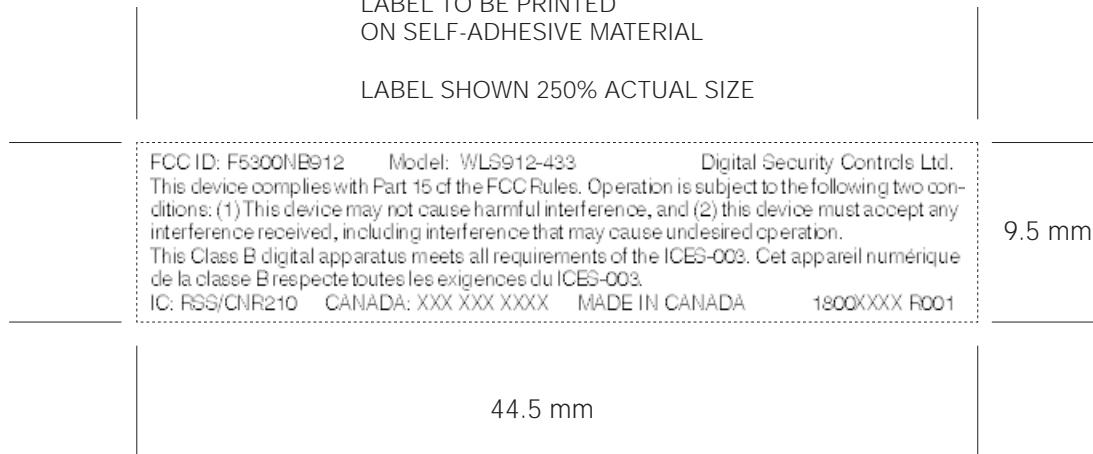 LABEL TO BE PRINTED
ON SELF-ADHESIVE MATERIAL
LABEL SHOWN 250% ACTUAL SIZE
FCC ID: F5300NB912 Model: WLS912-433 Digital Security Controls Ltd.
This device complies with Part 15 of the FCC Rules. Operation is subject to the following two con-
ditions: (1) This device may not cause harmful interference, and (2) this device must accept any
interference received, including interference that may cause undesired operation.
This Class B digital apparatus meets all requirements of the ICES-003. Cet appareil numérique
de la classe B respecte toutes les exigences du ICES-003.
IC: RSS/CNR210 CANADA: XXX XXX XXXX MADE IN CANADA 1800XXXX R001
9.5 mm
44.5 mm